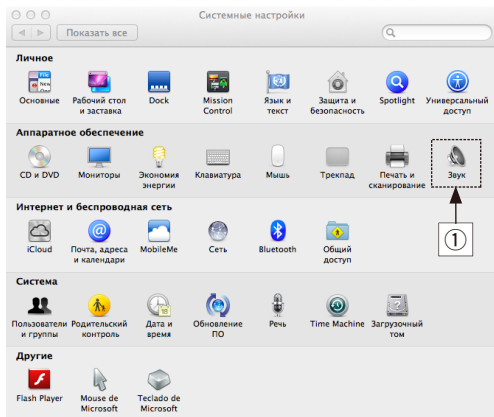 Системные настройки
Показать все
Личное
Основные Рабочий стол и заставка Dock Mission Control Язык и текст Защита и безопасность Spotlight Универсальный доступ
Аппаратное обеспечение
CD и DVD Мониторы Экономия энергии Клавиатура Мышь Трекпад Печать и сканирование Звук
1
Интернет и беспроводная сеть
iCloud Почта, адреса и календари MobileMe Сеть Bluetooth Общий доступ
Система
Пользователи и группы Родительский контроль Дата и время Обновление ПО Речь Time Machine Загрузочный том
Другие
Flash Player Mouse de Microsoft Teclado de Microsoft